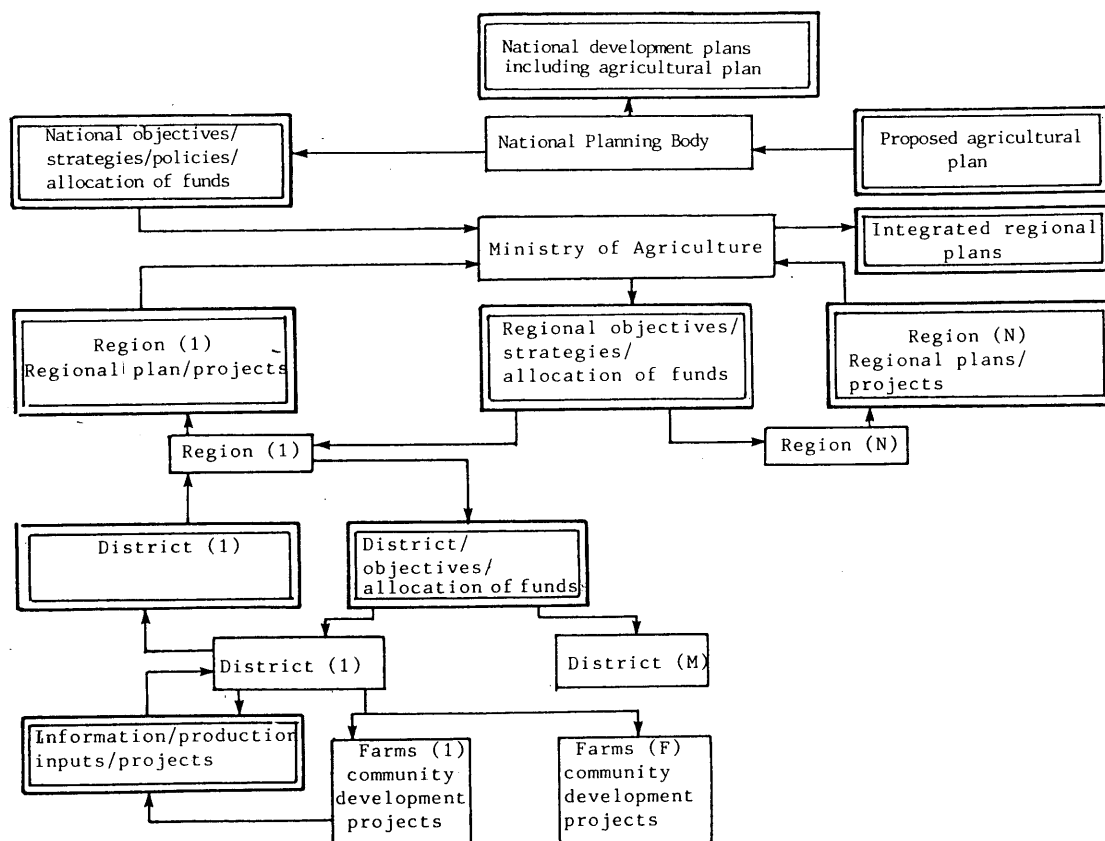 National development plans
including agricultural plan
National objectives/
strategies/policies/
allocation of funds
National Planning Body
Proposed agricultural
plan
Ministry of Agriculture
Integrated regional
plans
Region (1)
Regional plan/projects
Regional objectives/
strategies/
allocation of funds
Region (N)
Regional plans/
projects
Region (1)
Region (N)
District (1)
District/
objectives/
allocation of funds
District (1)
District (M)
Information/production
inputs/projects
Farms (1)
community
development
projects
Farms (F)
community
development
projects